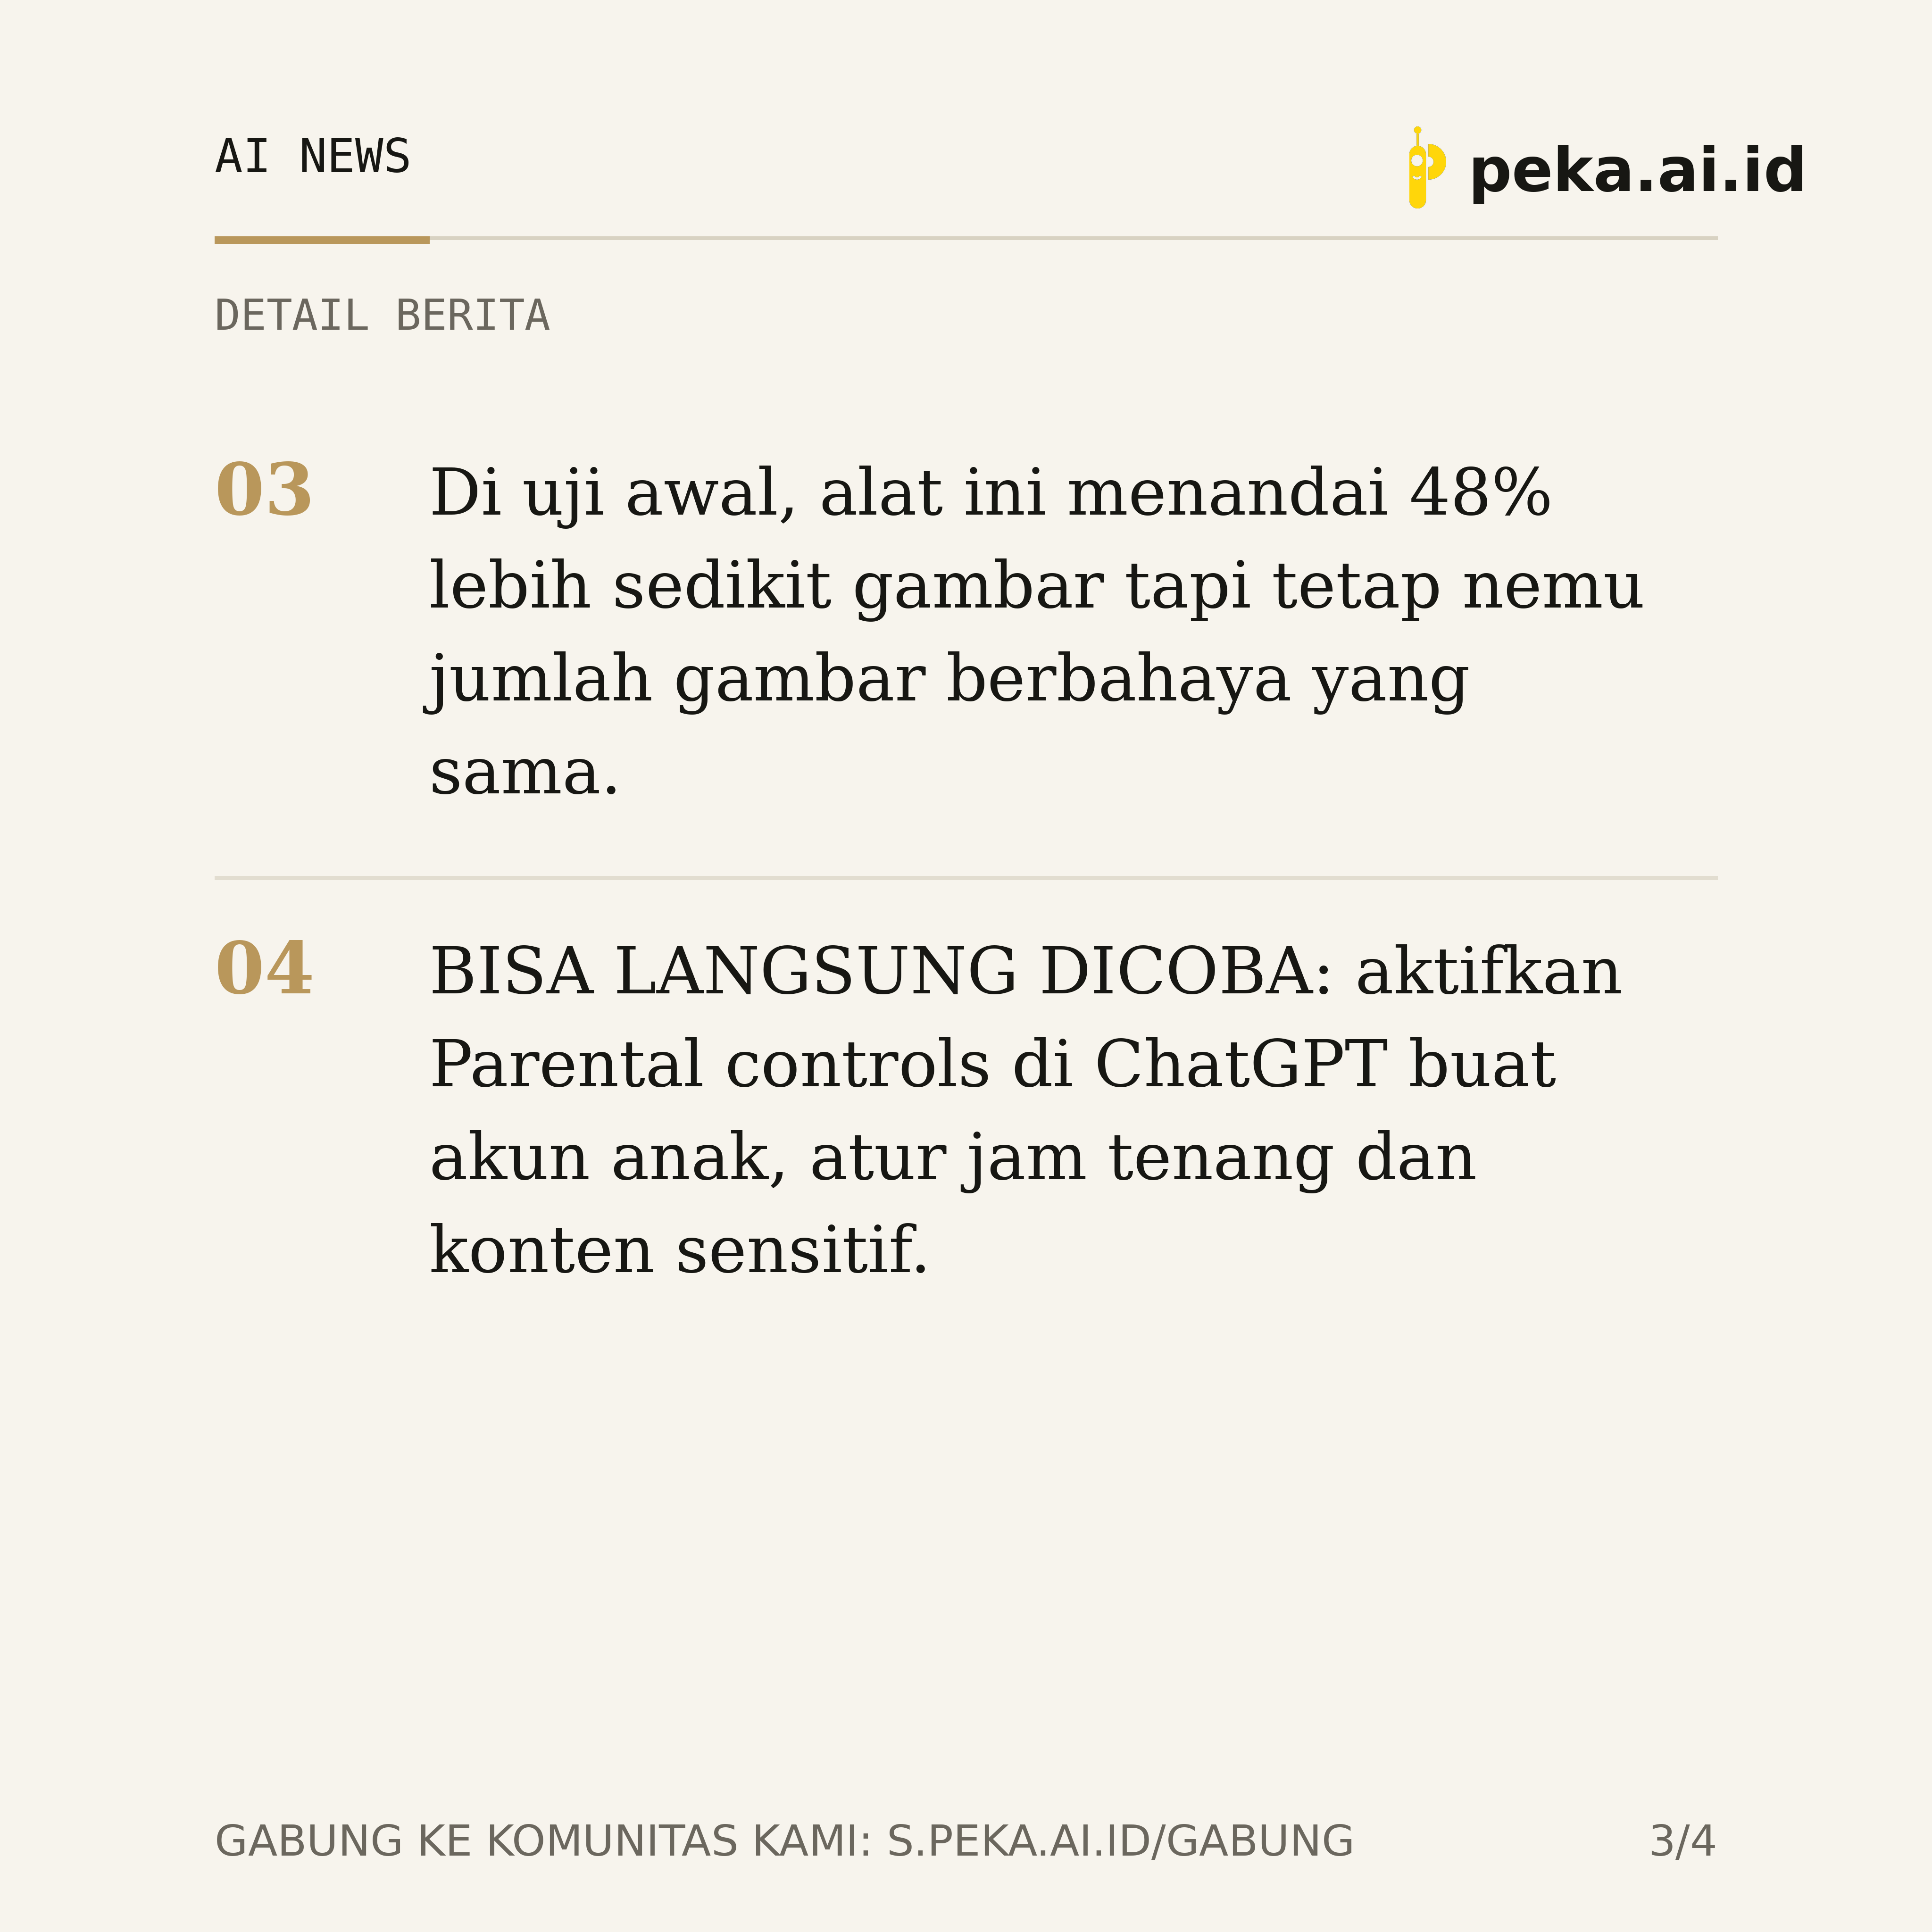 AI NEWS
peka.ai.id
DETAIL BERITA
03
Di uji awal, alat ini menandai 48%
lebih sedikit gambar tapi tetap nemu
jumlah gambar berbahaya yang
sama.
04
BISA LANGSUNG DICOBA: aktifkan
Parental controls di ChatGPT buat
akun anak, atur jam tenang dan
konten sensitif.
GABUNG KE KOMUNITAS KAMI: S.PEKA.AI.ID/GABUNG
3/4